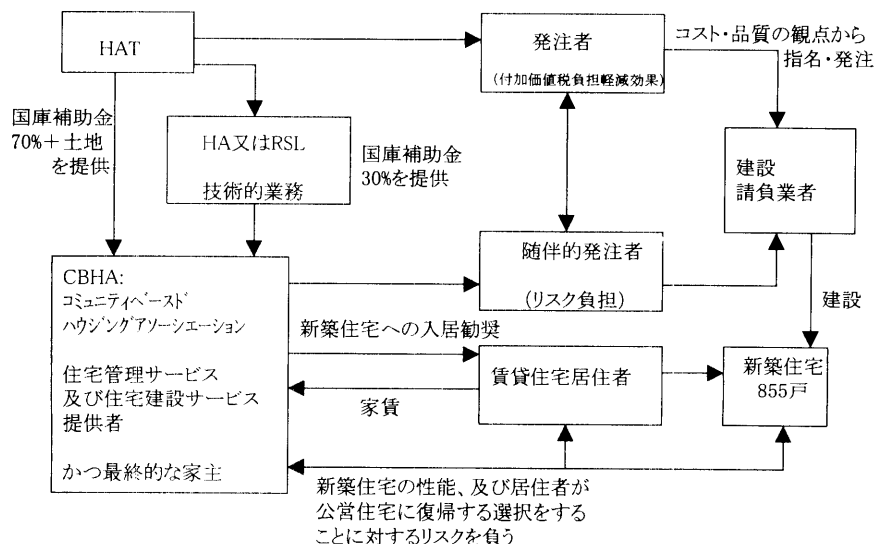 HAT
発注者
(付加価値税負担軽減効果)
コスト・品質の観点から
指名・発注
国庫補助金
70%+土地
を提供
HA又はRSL
技術的業務
国庫補助金
30%を提供
建設
請負業者
CBHA:
コミュニティベースド
ハウジングアソーシエーション
住宅管理サービス
及び住宅建設サービス
提供者
かつ最終的な家主
随伴的発注者
(リスク負担)
建設
新築住宅への入居勧奨
賃貸住宅居住者
家賃
新築住宅
855戸
新築住宅の性能、及び居住者が
公営住宅に復帰する選択をする
ことに対するリスクを負う